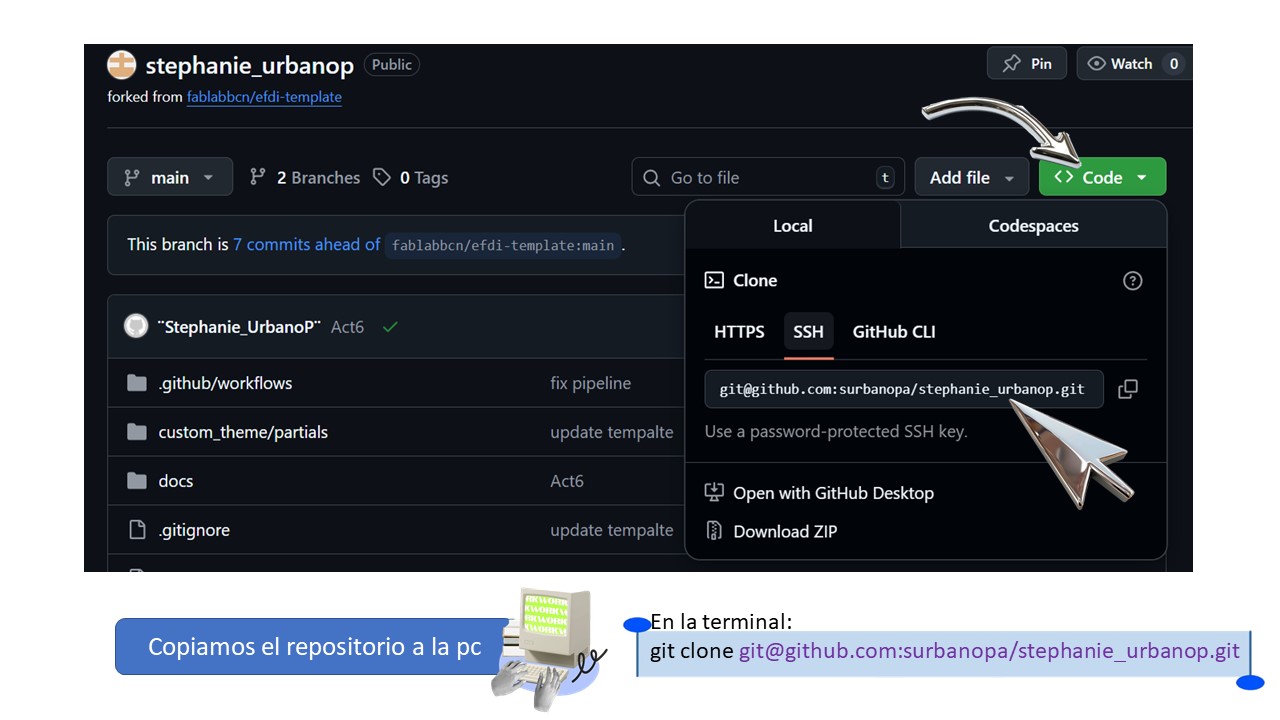 stephanie_urbanop Public
Pin
Watch 0
forked from fablabbcn/efdi-template
main
2 Branches
0 Tags
Go to file t
Add file
<> Code
This branch is 7 commits ahead of fablabbcn/efdi-template:main .
Local
Codespaces
Clone
HTTPS
SSH
GitHub CLI
git@github.com:surbanopa/stephanie_urbanop.git
Use a password-protected SSH key.
Open with GitHub Desktop
Download ZIP
¨Stephanie_UrbanoP¨ Act6
.github/workflows fix pipeline
custom_theme/partials update tempalte
docs Act6
.gitignore update tempalte
Copiamos el repositorio a la pc
En la terminal:
git clone git@github.com:surbanopa/stephanie_urbanop.git